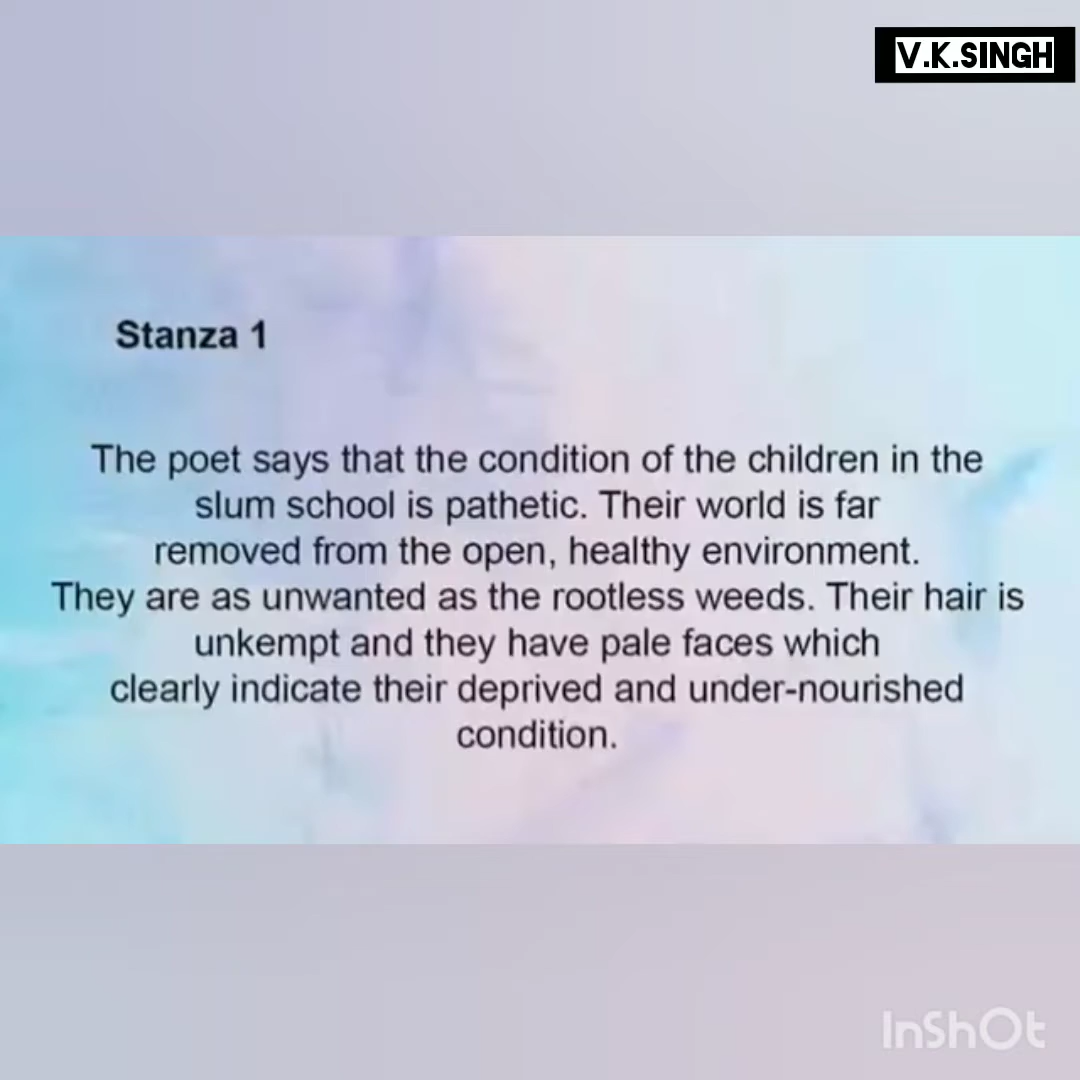 V.K.SINGH
Stanza 1
The poet says that the condition of the children in the
slum school is pathetic. Their world is far
removed from the open, healthy environment.
They are as unwanted as the rootless weeds. Their hair is
unkempt and they have pale faces which
clearly indicate their deprived and under-nourished
condition.
InShOt